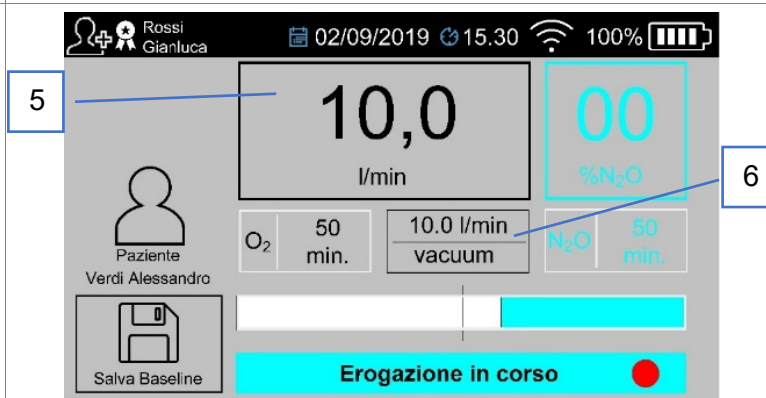 Rossi
Gianluca
02/09/2019
15.30
100%
5
10,0
l/min
00
%N₂O
6
Paziente
Verdi Alessandro
O₂
50
min.
10.0 l/min
vacuum
N₂O
50
min.
Salva Baseline
Erogazione in corso